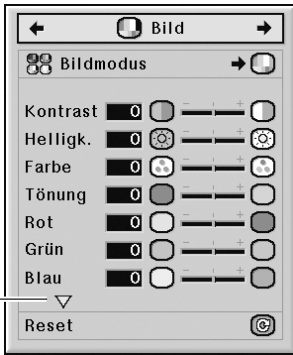 Bild
Bildmodus
Kontrast 0
Helligk. 0
Farbe 0
Tönung 0
Rot 0
Grün 0
Blau 0
Reset